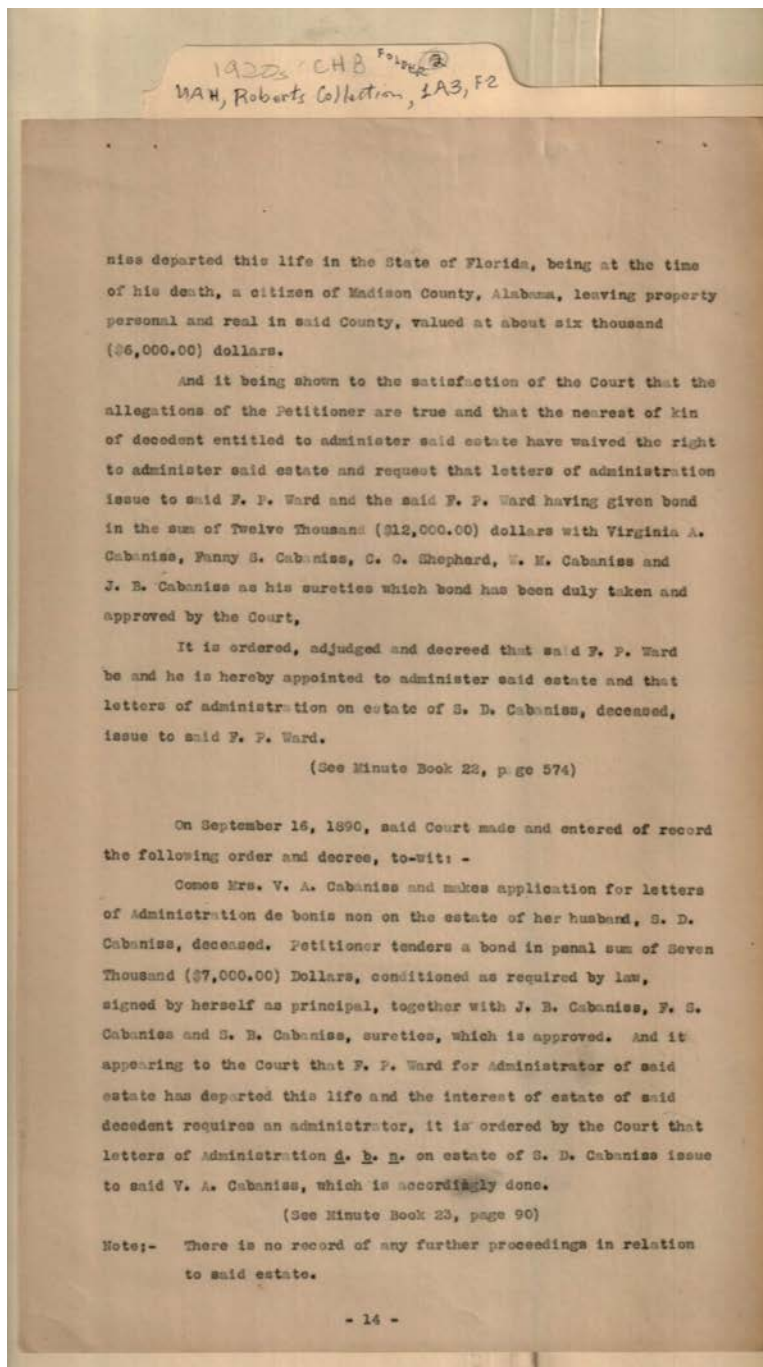 1920s CHB FOLDER 2
UAH, Roberts Collection, 1A3, F2
niss departed this life in the State of Florida, being at the time
of his death, a citizen of Madison County, Alabama, leaving property
personal and real in said County, valued at about six thousand
($6,000.00) dollars.
And it being shown to the satisfaction of the Court that the
allegations of the Petitioner are true and that the nearest of kin
of decedent entitled to administer said estate have waived the right
to administer said estate and request that letters of administration
issue to said F. P. Ward and the said F. P. Ward having given bond
in the sum of Twelve Thousand ($12,000.00) dollars with Virginia A.
Cabaniss, Fanny S. Cabaniss, C. O. Shepherd, W. M. Cabaniss and
J. B. Cabaniss as his sureties which bond has been duly taken and
approved by the Court,
It is ordered, adjudged and decreed that said F. P. Ward
be and he is hereby appointed to administer said estate and that
letters of administration on estate of S. D. Cabaniss, deceased,
issue to said F. P. Ward.
(See Minute Book 22, page 574)
On September 16, 1890, said Court made and entered of record
the following order and decree, to-wit: -
Comes Mrs. V. A. Cabaniss and makes application for letters
of Administration de bonis non on the estate of her husband, S. D.
Cabaniss, deceased. Petitioner tenders a bond in penal sum of Seven
Thousand ($7,000.00) Dollars, conditioned as required by law,
signed by herself as principal, together with J. B. Cabaniss, F. S.
Cabaniss and S. B. Cabaniss, sureties, which is approved. And it
appearing to the Court that F. P. Ward for Administrator of said
estate has departed this life and the interest of estate of said
decedent requires an administrator, it is ordered by the Court that
letters of Administration d. b. n. on estate of S. D. Cabaniss issue
to said V. A. Cabaniss, which is accordingly done.
(See Minute Book 23, page 90)
Note;- There is no record of any further proceedings in relation
to said estate.
- 14 -